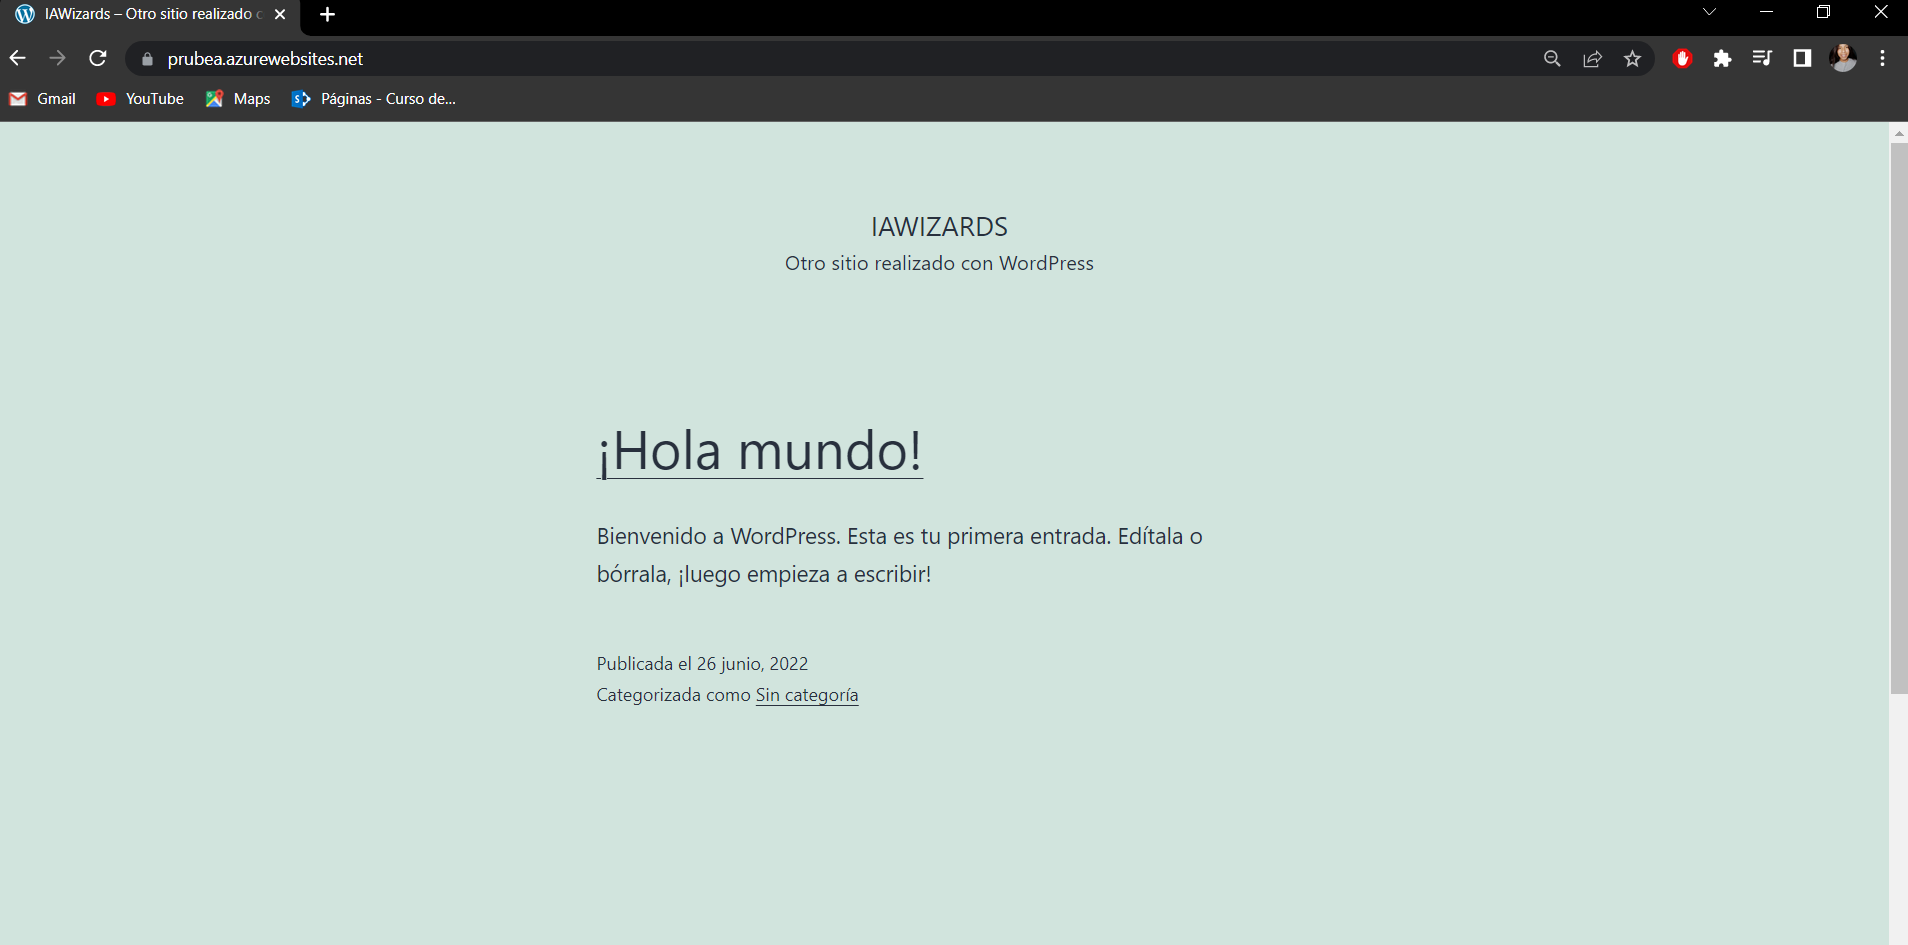 IAWizards – Otro sitio realizado c
prubea.azurewebsites.net
Gmail YouTube Maps Páginas - Curso de...
IAWIZARDS
Otro sitio realizado con WordPress
¡Hola mundo!
Bienvenido a WordPress. Esta es tu primera entrada. Edítala o
bórrala, ¡luego empieza a escribir!
Publicada el 26 junio, 2022
Categorizada como Sin categoría